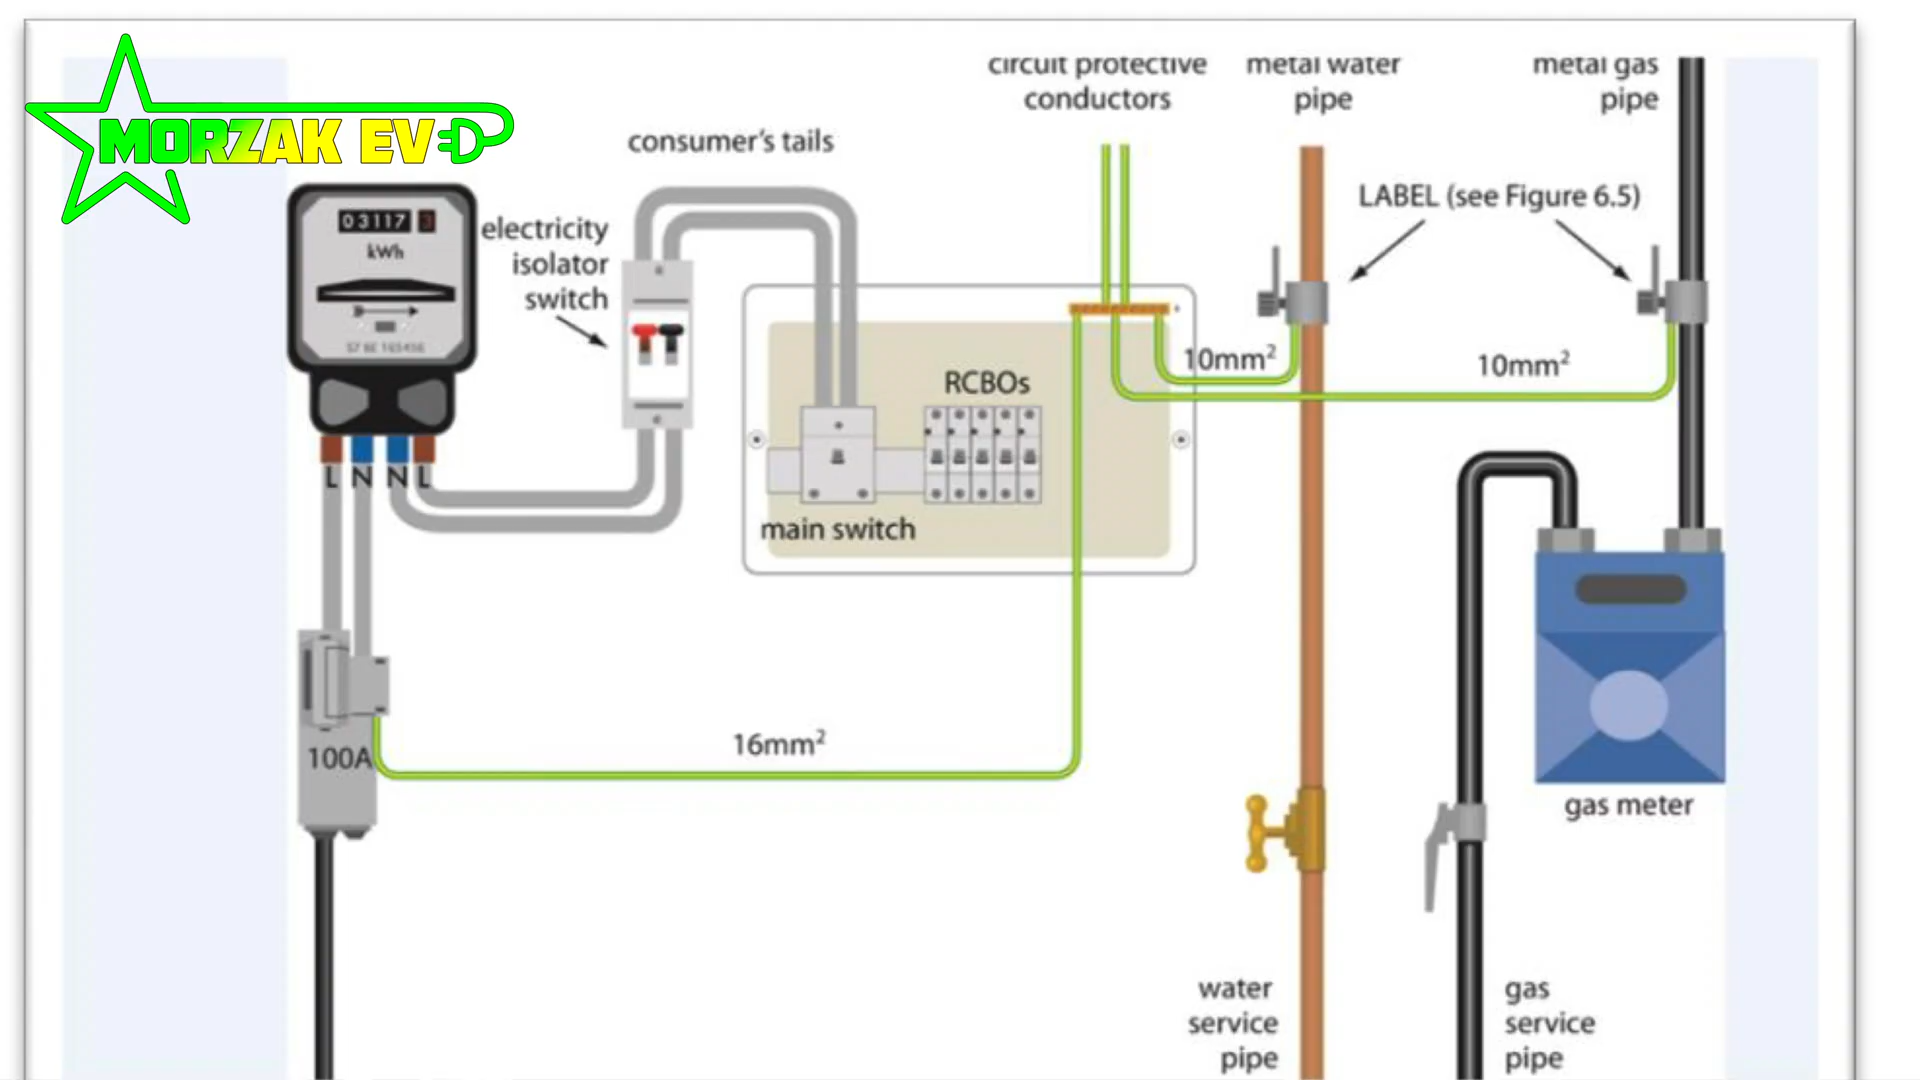 MORZAK EV
circuit protective
conductors
metal water
pipe
metal gas
pipe
consumer's tails
LABEL (see Figure 6.5)
electricity
isolator
switch
03117 3
kWh
10mm²
10mm²
RCBOs
L N N L
main switch
16mm²
100A
gas meter
water
service
pipe
gas
service
pipe